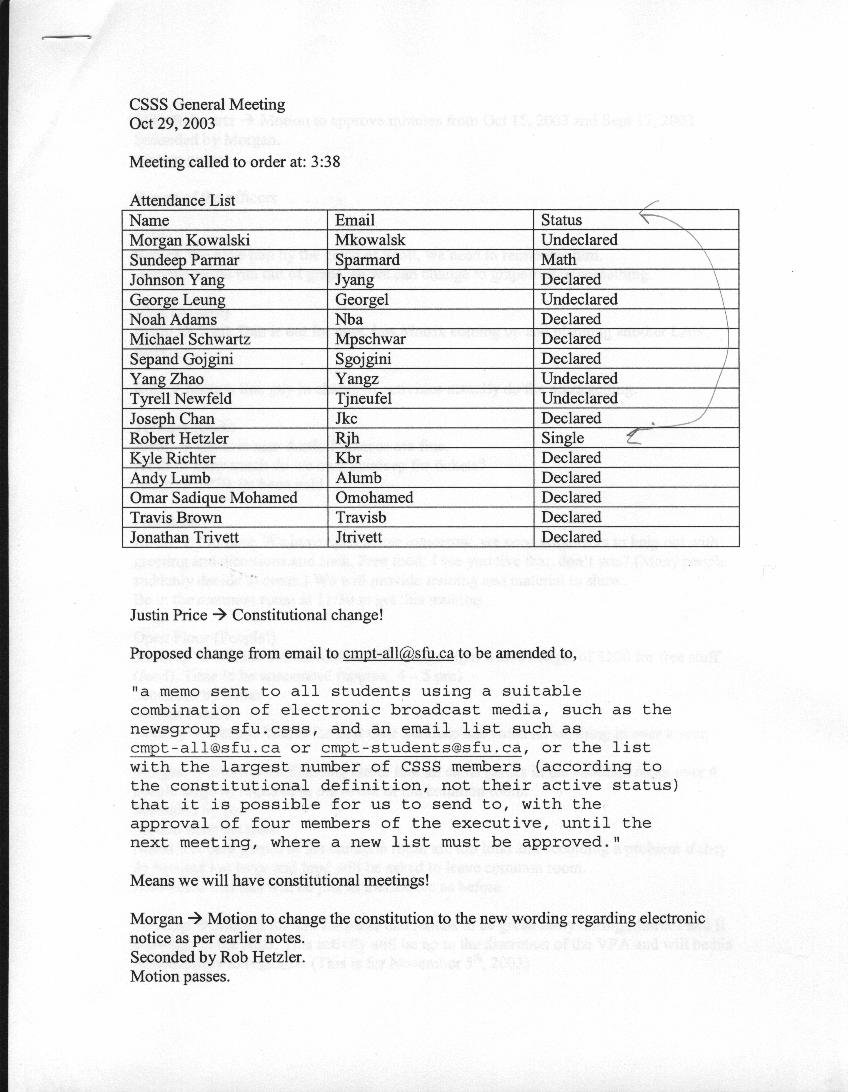 CSSS General Meeting
Oct 29, 2003
Meeting called to order at: 3:38
Attendance List
Name Email Status
Morgan Kowalski Mkowalsk Undeclared
Sundeep Parmar Sparmard Math
Johnson Yang Jyang Declared
George Leung Georgel Undeclared
Noah Adams Nba Declared
Michael Schwartz Mpschwar Declared
Sepand Gojgini Sgojgini Declared
Yang Zhao Yangz Undeclared
Tyrell Newfeld Tjneufel Undeclared
Joseph Chan Jkc Declared
Robert Hetzler Rjh Single
Kyle Richter Kbr Declared
Andy Lumb Alumb Declared
Omar Sadique Mohamed Omohamed Declared
Travis Brown Travisb Declared
Jonathan Trivett Jtrivett Declared
Justin Price → Constitutional change!
Proposed change from email to cmpt-all@sfu.ca to be amended to,
"a memo sent to all students using a suitable
combination of electronic broadcast media, such as the
newsgroup sfu.csss, and an email list such as
cmpt-all@sfu.ca or cmpt-students@sfu.ca, or the list
with the largest number of CSSS members (according to
the constitutional definition, not their active status)
that it is possible for us to send to, with the
approval of four members of the executive, until the
next meeting, where a new list must be approved."
Means we will have constitutional meetings!
Morgan → Motion to change the constitution to the new wording regarding electronic
notice as per earlier notes.
Seconded by Rob Hetzler.
Motion passes.